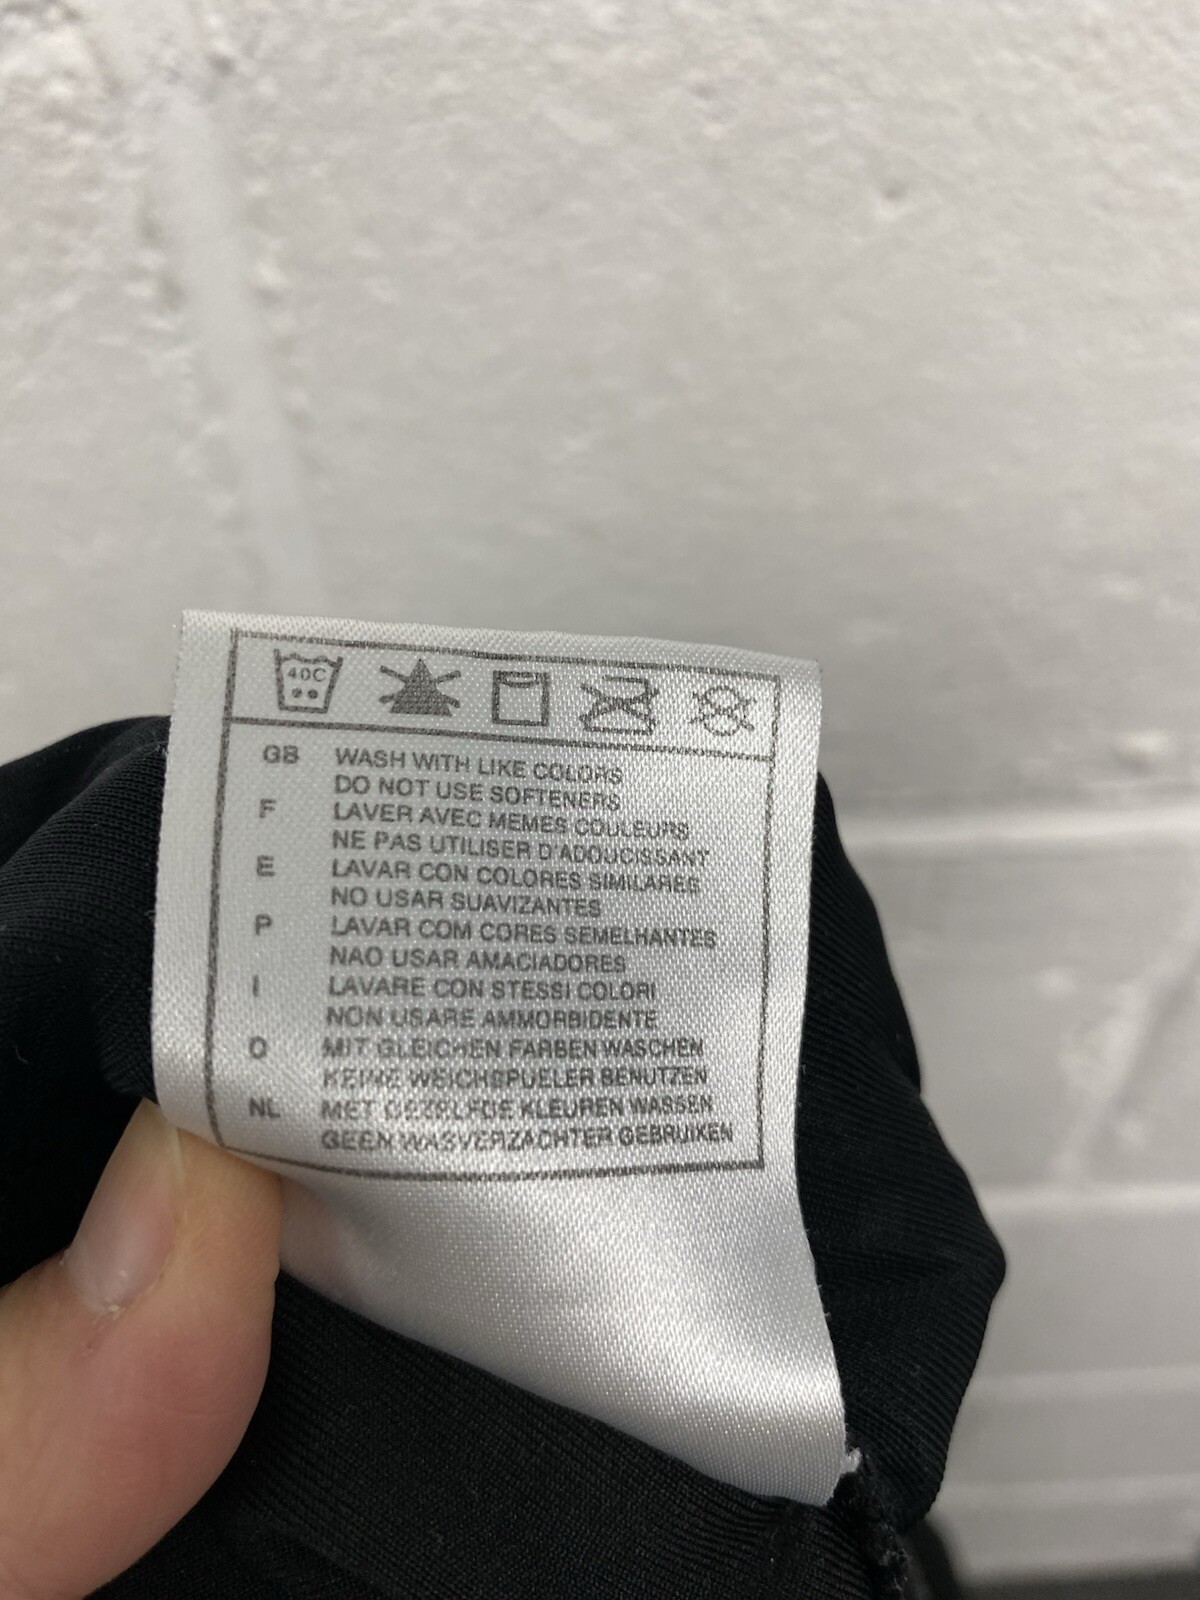 40C
GB WASH WITH LIKE COLORS
DO NOT USE SOFTENERS
F LAVER AVEC MEMES COULEURS
NE PAS UTILISER D'ADOUCISSANT
E LAVAR CON COLORES SIMILARES
NO USAR SUAVIZANTES
P LAVAR COM CORES SEMELHANTES
NAO USAR AMACIADORES
I LAVARE CON STESSI COLORI
NON USARE AMMORBIDENTE
D MIT GLEICHEN FARBEN WASCHEN
KEINE WEICHSPUELER BENUTZEN
NL MET DEZELFDE KLEUREN WASSEN
GEEN WASVERZACHTER GEBRUIKEN